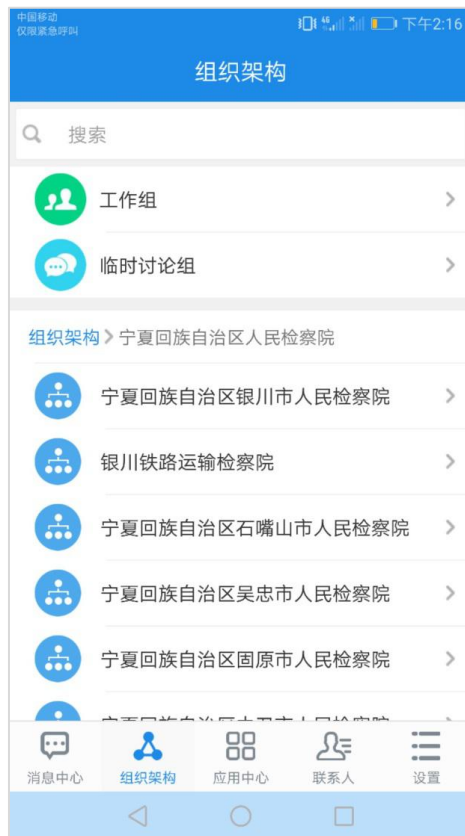 中国移动
仅限紧急呼叫
4G
下午2:16
组织架构
搜索
工作组
临时讨论组
组织架构 > 宁夏回族自治区人民检察院
宁夏回族自治区银川市人民检察院
银川铁路运输检察院
宁夏回族自治区石嘴山市人民检察院
宁夏回族自治区吴忠市人民检察院
宁夏回族自治区固原市人民检察院
消息中心
组织架构
应用中心
联系人
设置